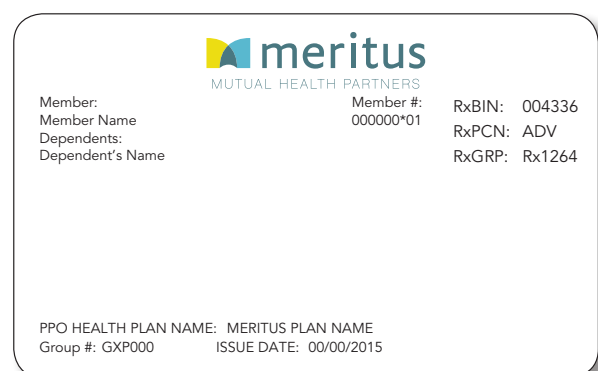 meritus
MUTUAL HEALTH PARTNERS
Member:
Member Name
Dependents:
Dependent's Name
Member #:
000000*01
RxBIN: 004336
RxPCN: ADV
RxGRP: Rx1264
PPO HEALTH PLAN NAME: MERITUS PLAN NAME
Group #: GXP000 ISSUE DATE: 00/00/2015